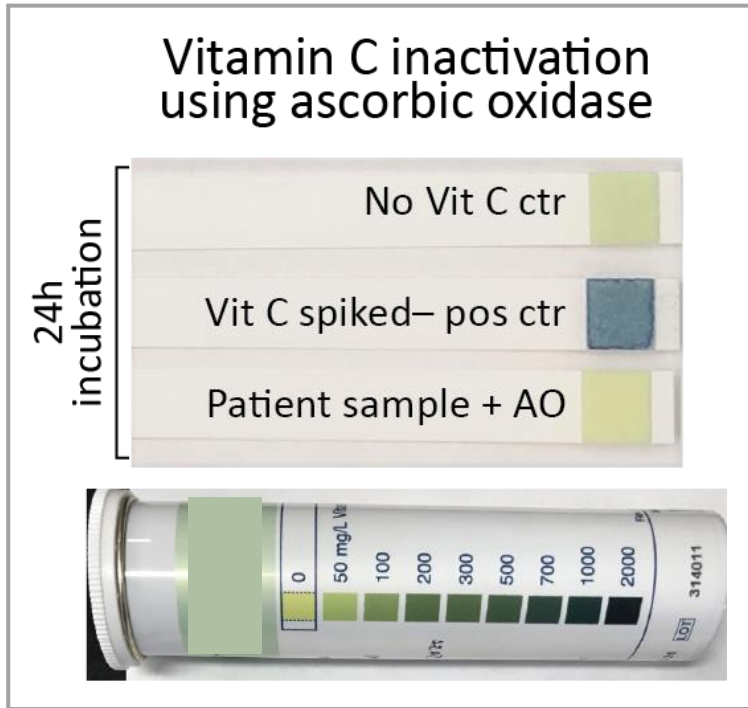 Vitamin C inactivation
using ascorbic oxidase
24h
incubation
No Vit C ctr
Vit C spiked– pos ctr
Patient sample + AO
0
50 mg/L
100
200
300
500
700
1000
2000
LOT
314011